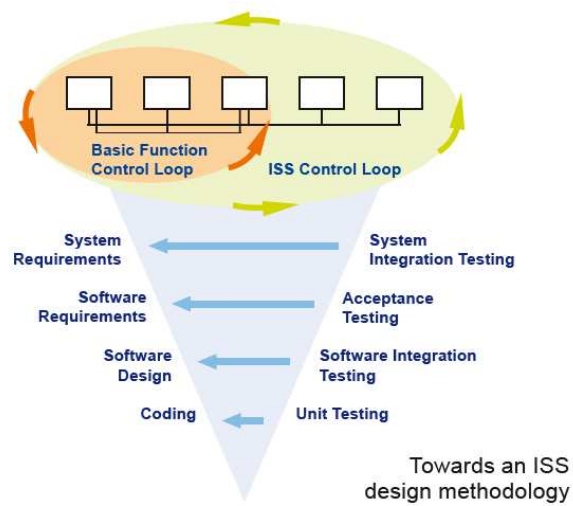 Basic Function
Control Loop
ISS Control Loop
System
Requirements
System
Integration Testing
Software
Requirements
Acceptance
Testing
Software
Design
Software Integration
Testing
Coding
Unit Testing
Towards an ISS
design methodology